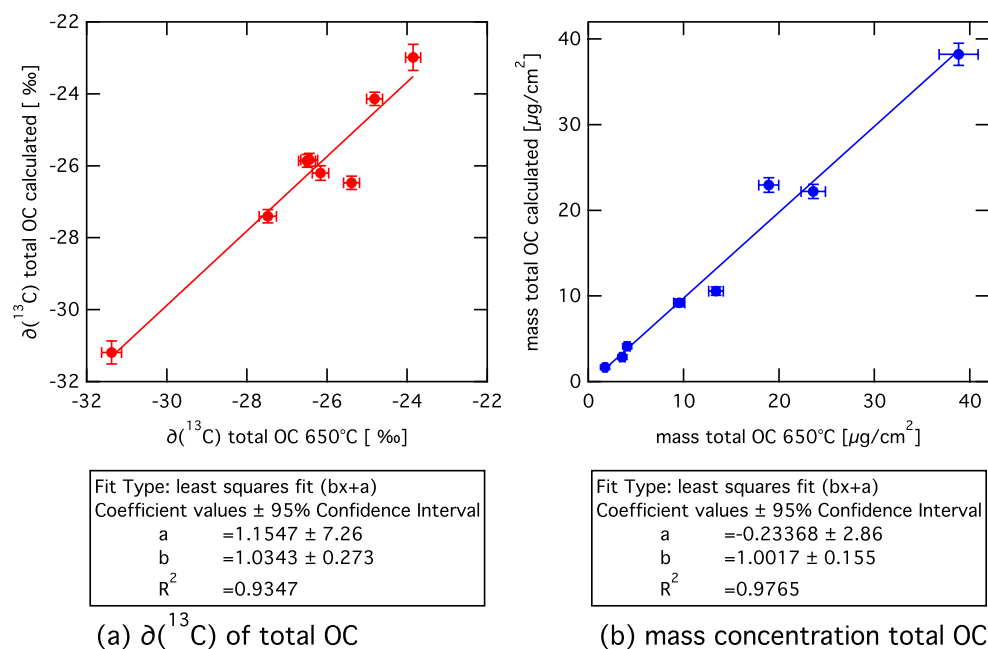 -22
-24
-26
-28
-30
-32
∂(¹³C) total OC calculated [ ‰]
-32 -30 -28 -26 -24 -22
∂(¹³C) total OC 650°C [ ‰]
Fit Type: least squares fit (bx+a)
Coefficient values ± 95% Confidence Interval
a =1.1547 ± 7.26
b =1.0343 ± 0.273
R² =0.9347
(a) ∂(¹³C) of total OC
40
30
20
10
0
mass total OC calculated [µg/cm²]
0 10 20 30 40
mass total OC 650°C [µg/cm²]
Fit Type: least squares fit (bx+a)
Coefficient values ± 95% Confidence Interval
a =-0.23368 ± 2.86
b =1.0017 ± 0.155
R² =0.9765
(b) mass concentration total OC